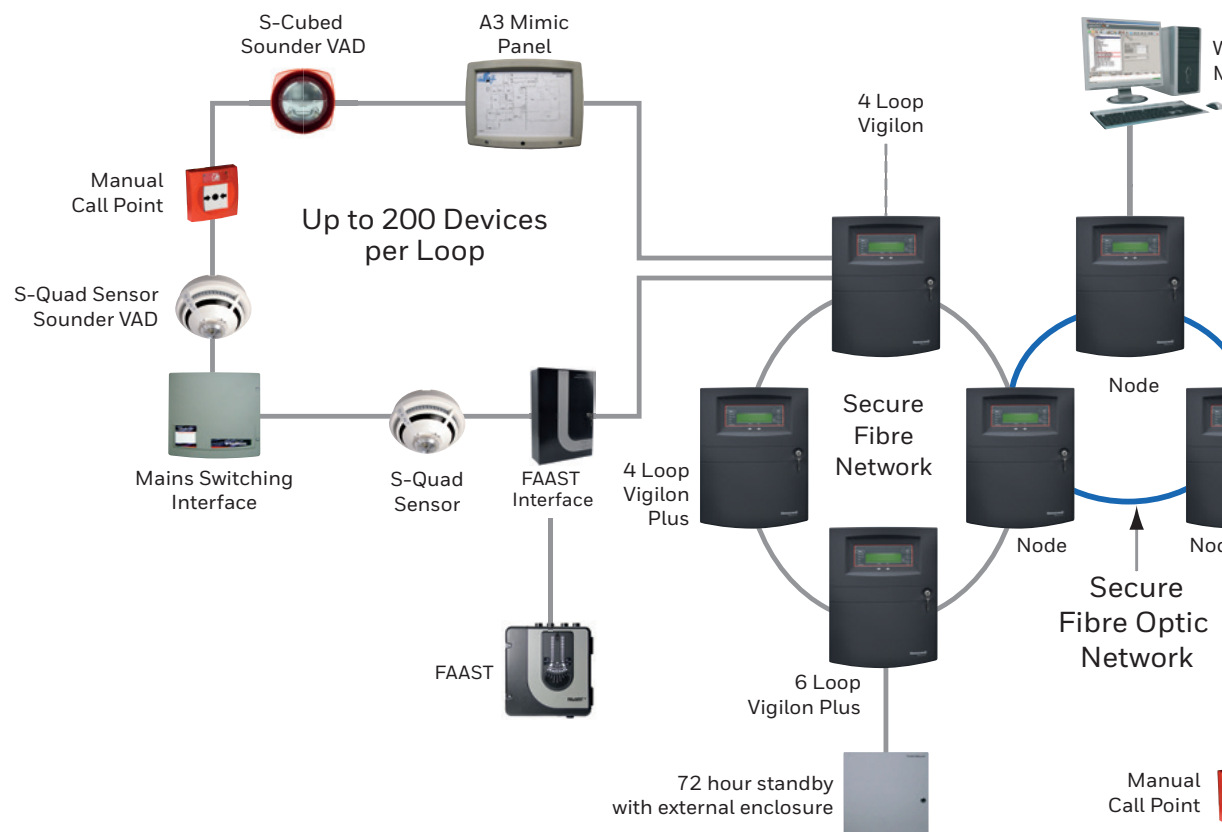 S-Cubed
Sounder VAD
A3 Mimic
Panel
4 Loop
Vigilon
Manual
Call Point
Up to 200 Devices
per Loop
S-Quad Sensor
Sounder VAD
Mains Switching
Interface
S-Quad
Sensor
FAAST
Interface
FAAST
4 Loop
Vigilon
Plus
Secure
Fibre
Network
Node
Node
Secure
Fibre Optic
Network
6 Loop
Vigilon Plus
72 hour standby
with external enclosure
Manual
Call Point